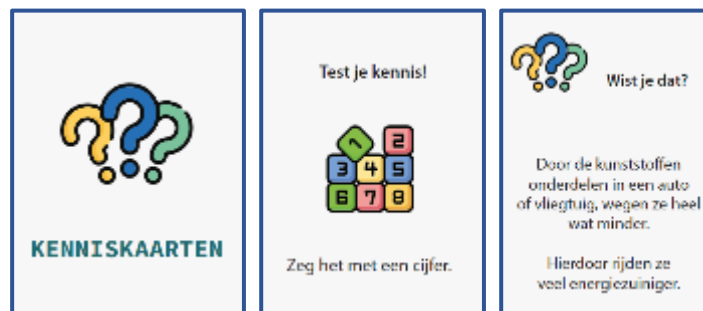 KENNISKAARTEN
Test je kennis!
1 2
3 4 5
6 7 8
Zeg het met een cijfer.
Wist je dat?
Door de kunststoffen
onderdelen in een auto
of vliegtuig, wegen ze heel
wat minder.
Hierdoor rijden ze
veel energiezuiniger.